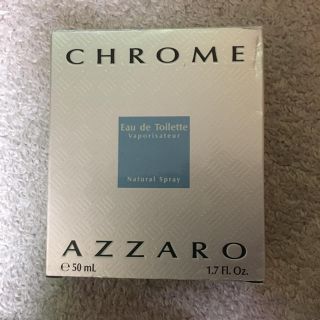 CHROME
Eau de Toilette
Vaporisateur
Natural Spray
AZZARO
℮ 50 ml. 1.7 Fl. Oz.